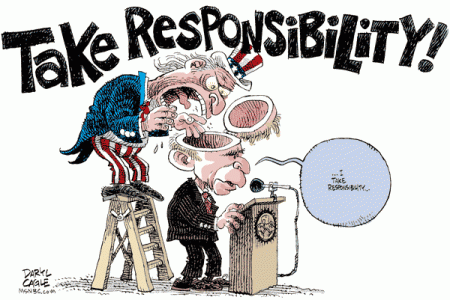 TAKE RESPONSIBILITY!
...I
TAKE
RESPONSIBILITY...
DARYL
CAGLE
MSNBC.COM